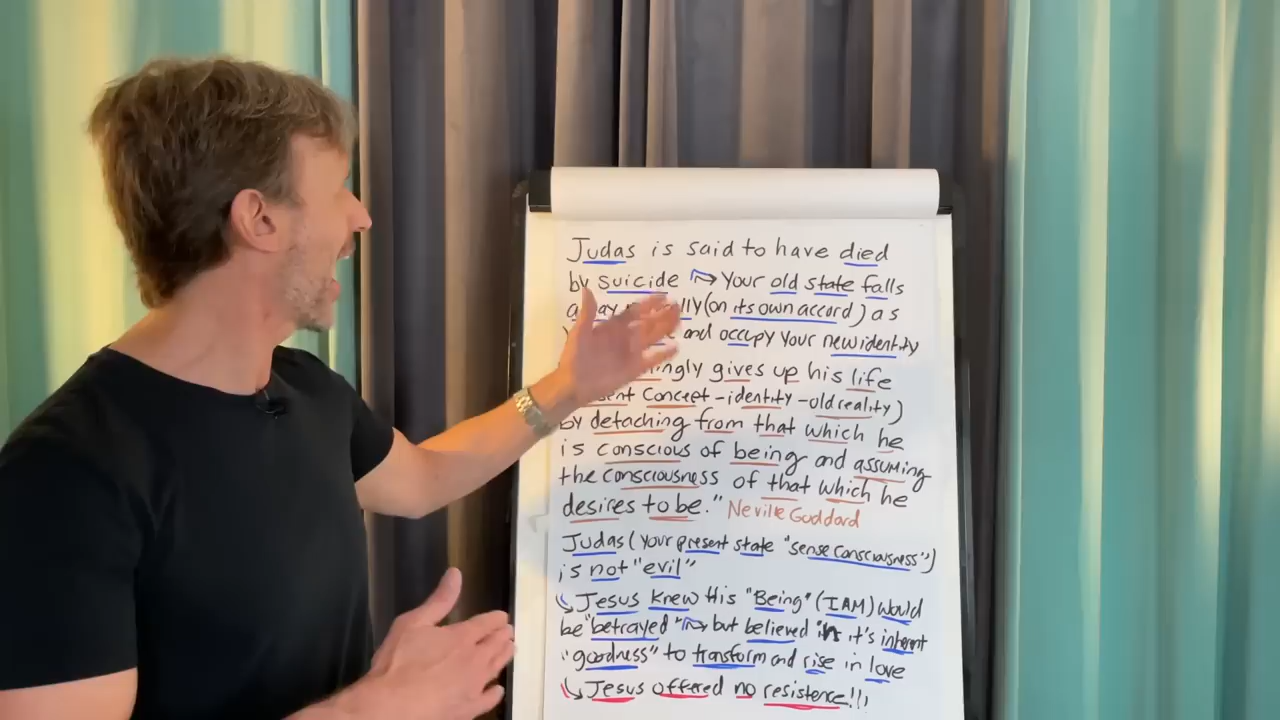 Judas is said to have died
by suicide → Your old state falls
(on its own accord) as
and occupy your new identity
gives up his life
Concept - identity - old reality)
by detaching from that which he
is conscious of being and assuming
the consciousness of that which he
desires to be." Neville Goddard
Judas (your present state "sense consciousness")
is not "evil"
↳ Jesus knew His "Being" (I AM) would
be "betrayed" → but believed in it's
"goodness" to transform and rise in love
↳ Jesus offered no resistence!!!